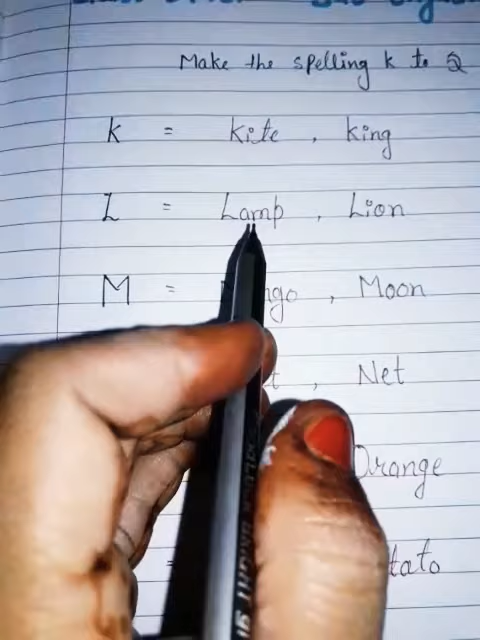 Make the spelling k to Q
k = kite , king
L = Lamp , Lion
M = ngo , Moon
t , Net
Orange
tato